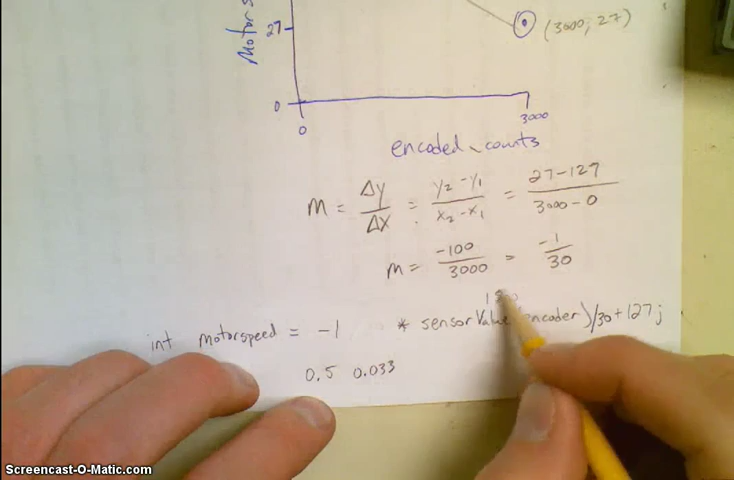 Motor s
27
(3000, 27)
0
0
3000
encoded counts
m = Δy/Δx = y₂-y₁/x₂-x₁ = 27-127/3000-0
m = -100/3000 = -1/30
int motorspeed = -1 * sensorValue(encoder)/30+127;
0.5 0.033
Screencast-O-Matic.com